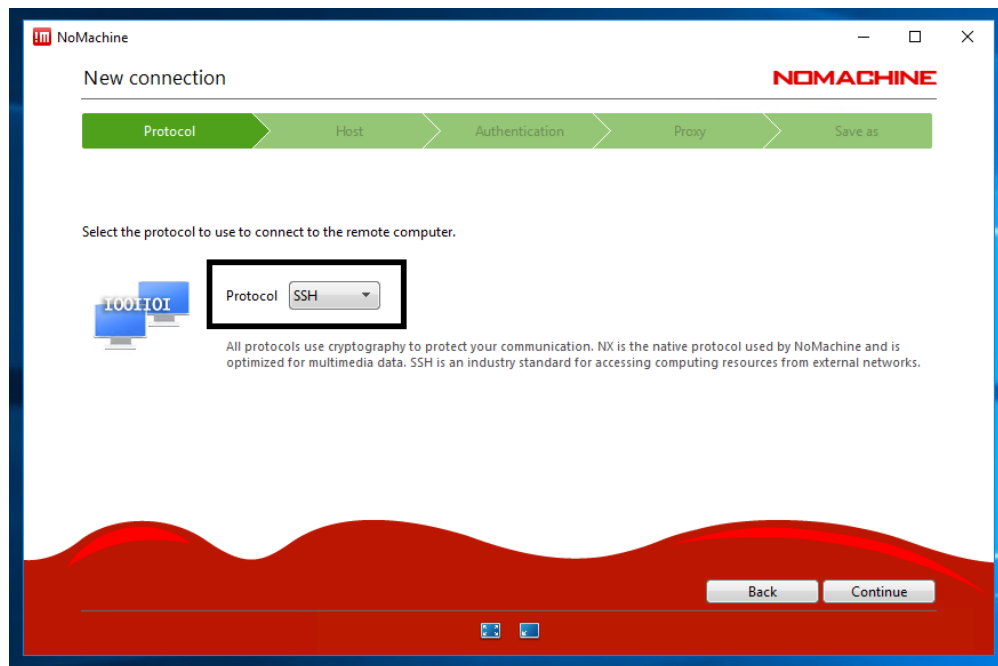 NoMachine
New connection
NOMACHINE
Protocol Host Authentication Proxy Save as
Select the protocol to use to connect to the remote computer.
I00II0I
Protocol SSH
All protocols use cryptography to protect your communication. NX is the native protocol used by NoMachine and is
optimized for multimedia data. SSH is an industry standard for accessing computing resources from external networks.
Back Continue